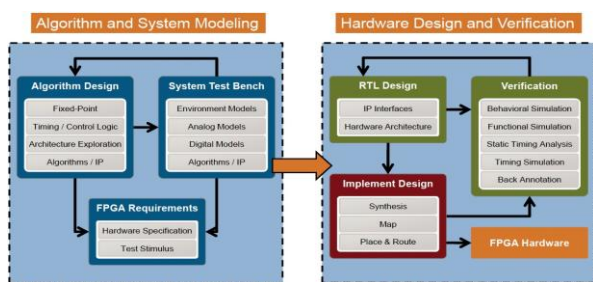 Algorithm and System Modeling
Algorithm Design
Fixed-Point
Timing / Control Logic
Architecture Exploration
Algorithms / IP
System Test Bench
Environment Models
Analog Models
Digital Models
Algorithms / IP
FPGA Requirements
Hardware Specification
Test Stimulus
Hardware Design and Verification
RTL Design
IP Interfaces
Hardware Architecture
Verification
Behavioral Simulation
Functional Simulation
Static Timing Analysis
Timing Simulation
Back Annotation
Implement Design
Synthesis
Map
Place & Route
FPGA Hardware